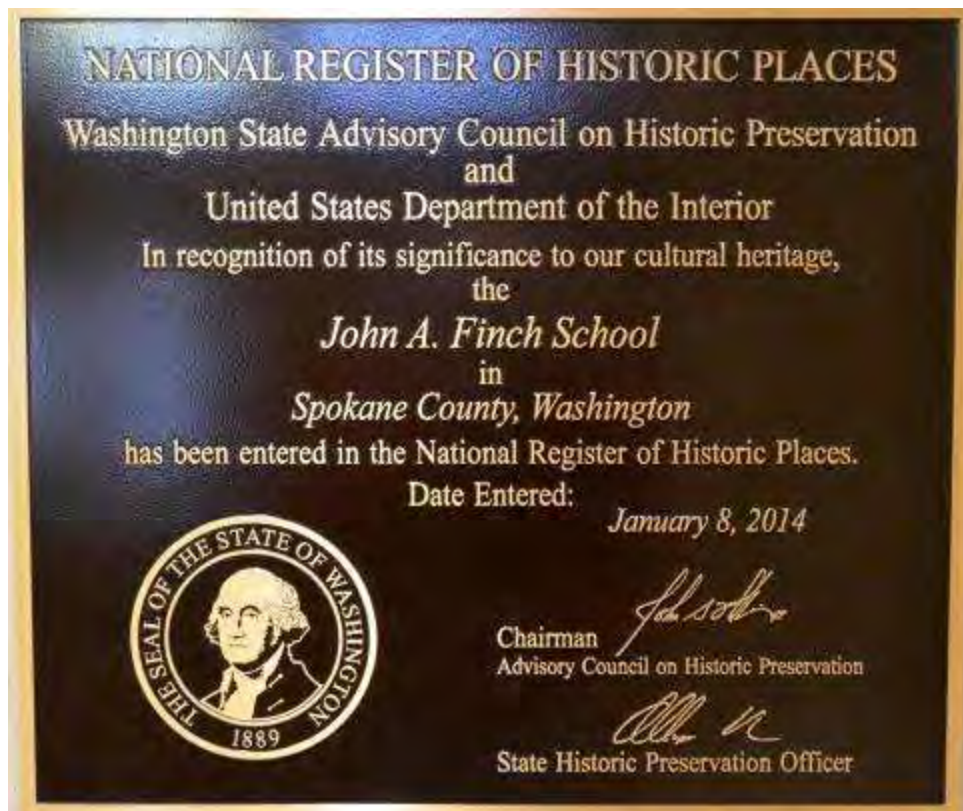 NATIONAL REGISTER OF HISTORIC PLACES
Washington State Advisory Council on Historic Preservation
and
United States Department of the Interior
In recognition of its significance to our cultural heritage,
the
John A. Finch School
in
Spokane County, Washington
has been entered in the National Register of Historic Places.
Date Entered:
January 8, 2014
THE SEAL OF THE STATE OF WASHINGTON
1889
Chairman
Advisory Council on Historic Preservation
State Historic Preservation Officer